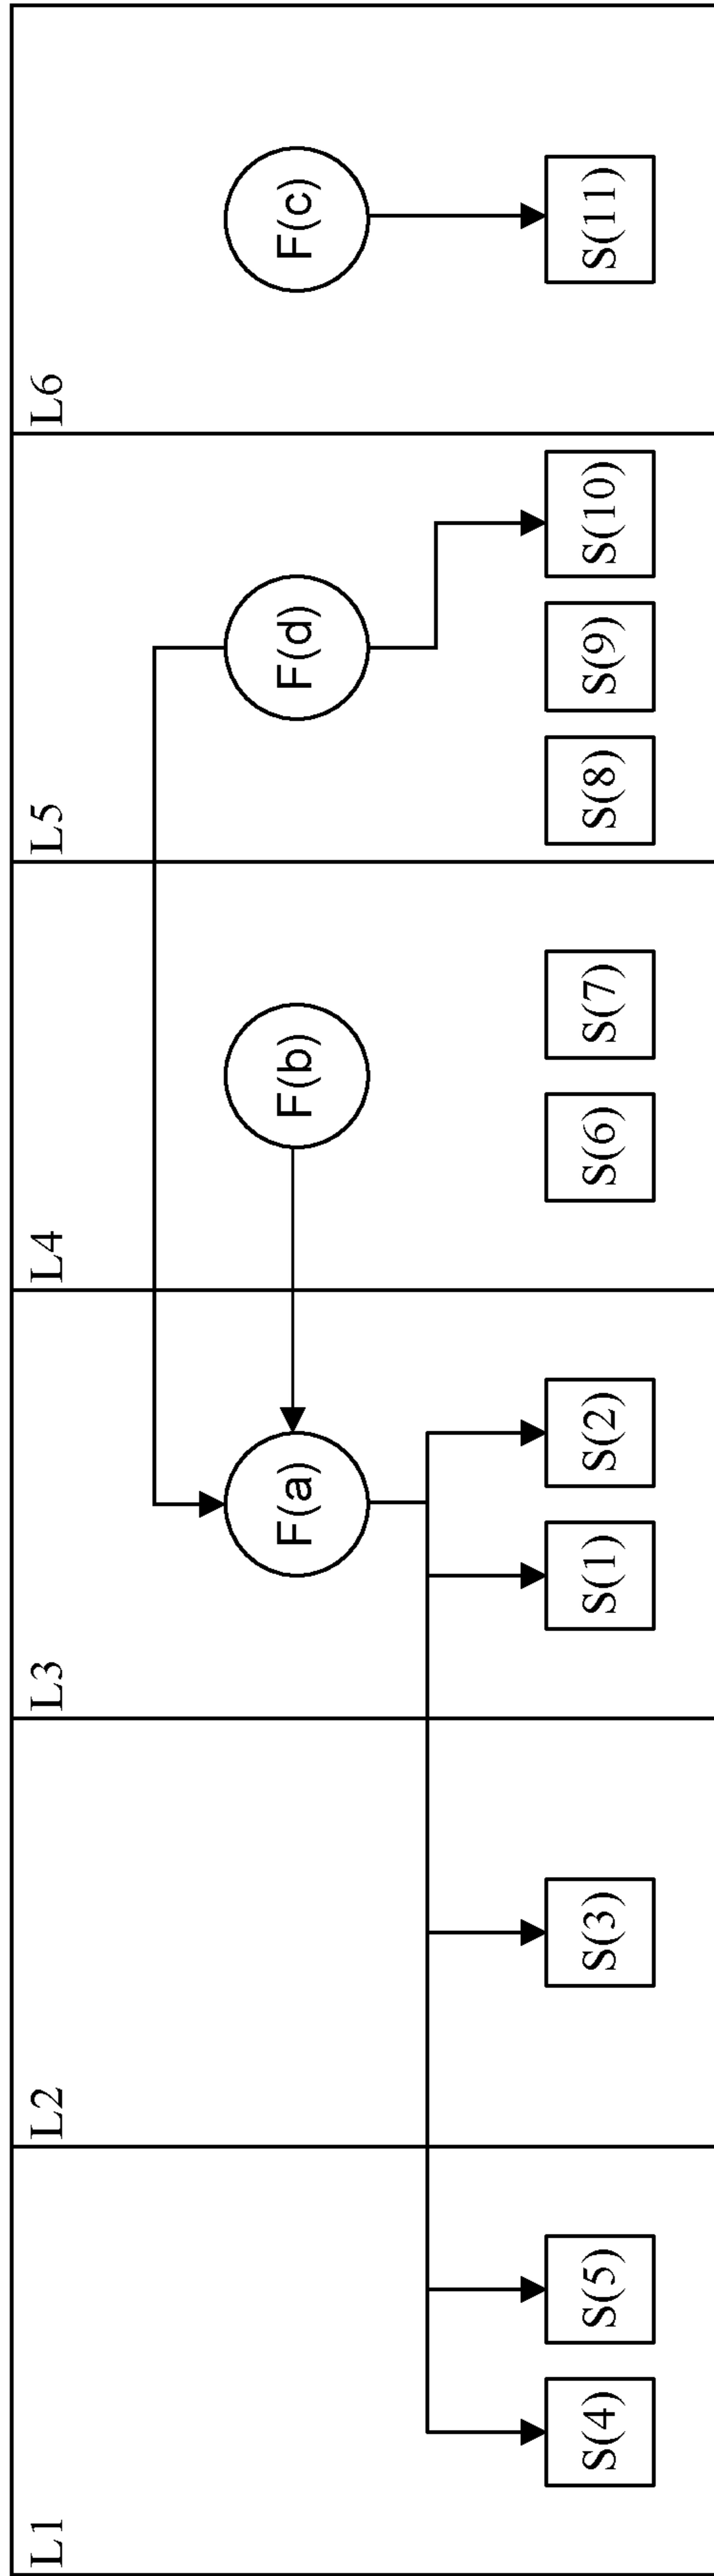 L1
L2
L3
L4
L5
L6
F(a)
F(b)
F(d)
F(c)
S(4)
S(5)
S(3)
S(1)
S(2)
S(6)
S(7)
S(8)
S(9)
S(10)
S(11)